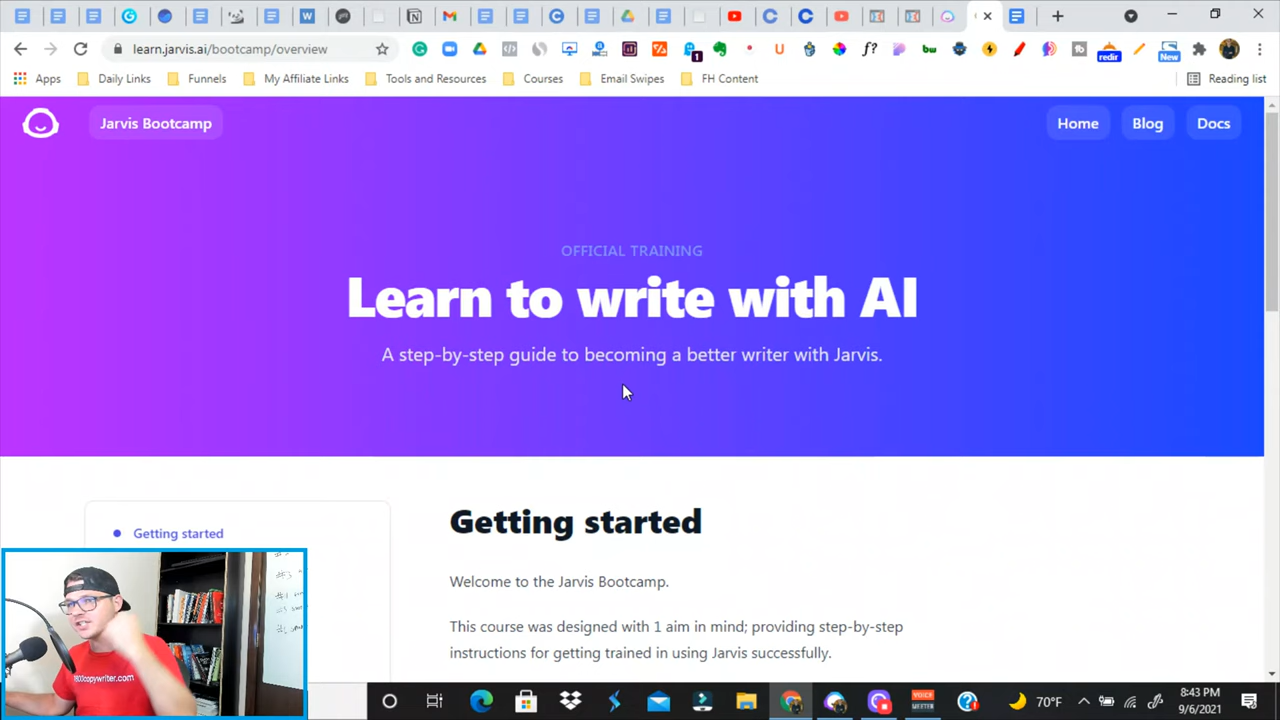 learn.jarvis.ai/bootcamp/overview
1
redir
New
Apps
Daily Links
Funnels
My Affiliate Links
Tools and Resources
Courses
Email Swipes
FH Content
Reading list
Jarvis Bootcamp
Home
Blog
Docs
OFFICIAL TRAINING
Learn to write with AI
A step-by-step guide to becoming a better writer with Jarvis.
Getting started
Getting started
Welcome to the Jarvis Bootcamp.
This course was designed with 1 aim in mind; providing step-by-step
instructions for getting trained in using Jarvis successfully.
70°F
8:43 PM
9/6/2021